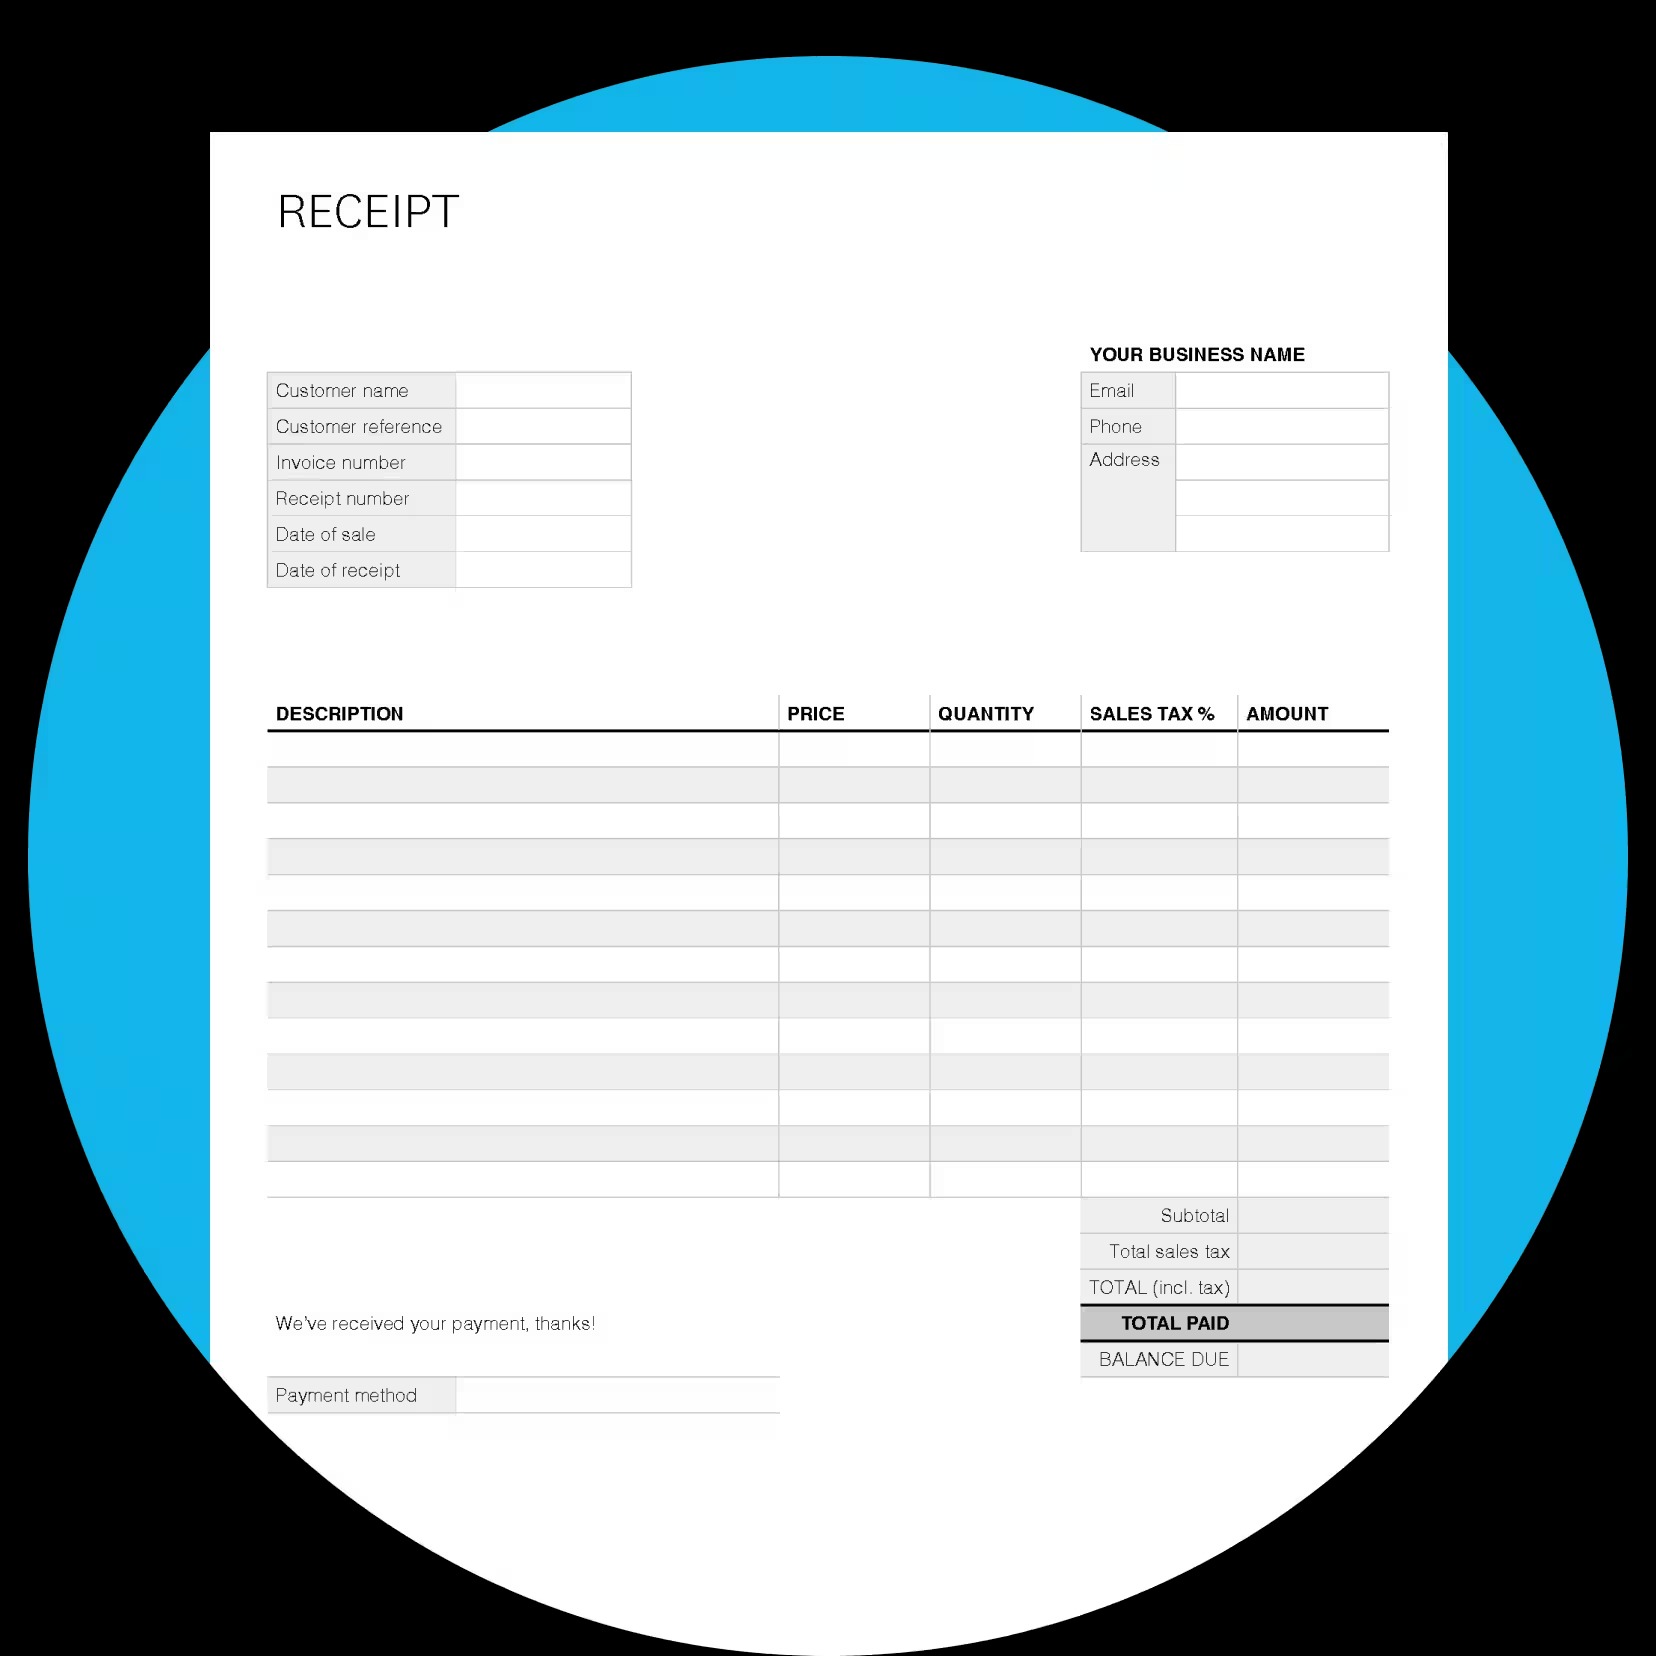 RECEIPT
YOUR BUSINESS NAME
Customer name
Customer reference
Invoice number
Receipt number
Date of sale
Date of receipt
Email
Phone
Address
DESCRIPTION PRICE QUANTITY SALES TAX % AMOUNT
Subtotal
Total sales tax
TOTAL (incl. tax)
We've received your payment, thanks!
TOTAL PAID
BALANCE DUE
Payment method